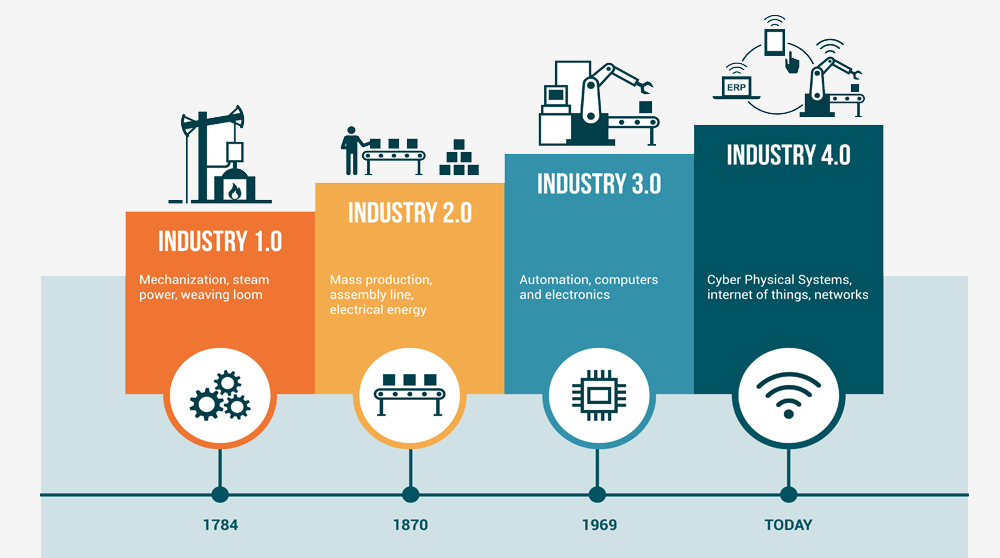 ERP
INDUSTRY 4.0
INDUSTRY 3.0
INDUSTRY 2.0
INDUSTRY 1.0
Mechanization, steam
power, weaving loom
Mass production,
assembly line,
electrical energy
Automation, computers
and electronics
Cyber Physical Systems,
internet of things, networks
1784
1870
1969
TODAY